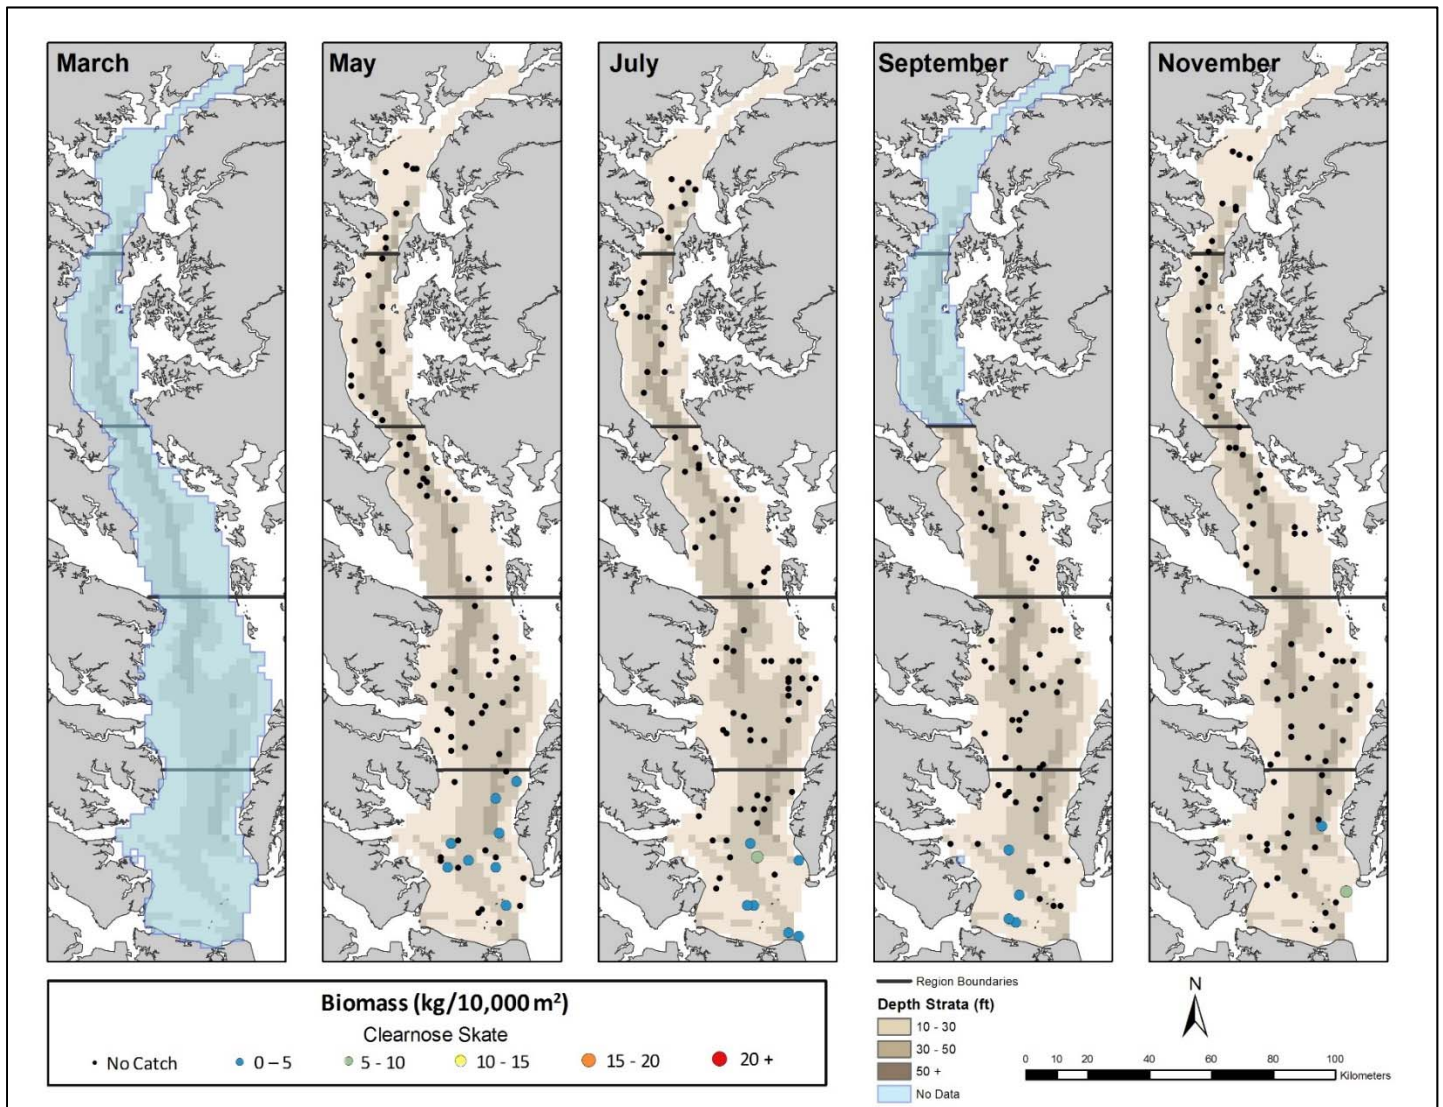 March
May
July
September
November
Biomass (kg/10,000 m²)
Clearnose Skate
No Catch
0 – 5
5 - 10
10 - 15
15 - 20
20 +
Region Boundaries
Depth Strata (ft)
10 - 30
30 - 50
50 +
No Data
N
0 10 20 40 60 80 100
Kilometers